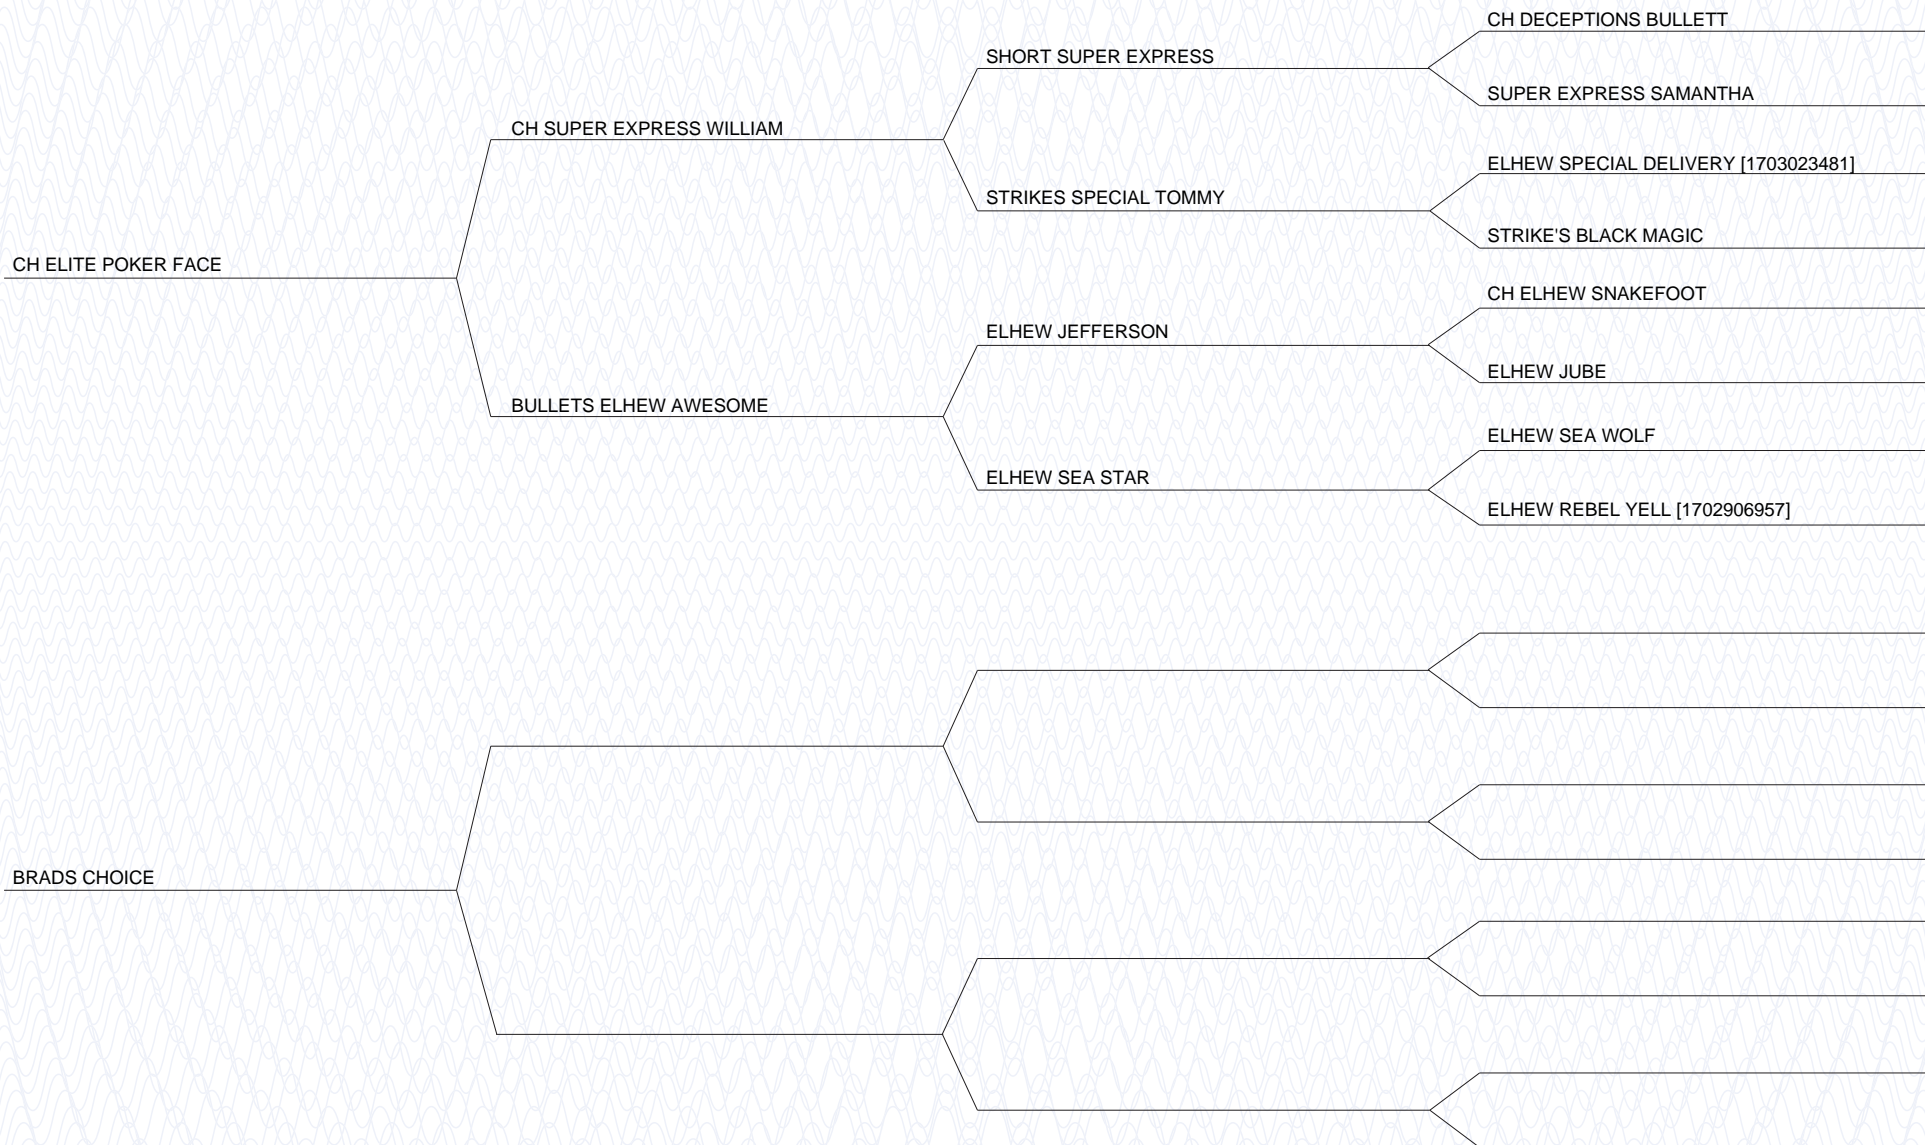 CH DECEPTIONS BULLETT
SHORT SUPER EXPRESS
SUPER EXPRESS SAMANTHA
CH SUPER EXPRESS WILLIAM
ELHEW SPECIAL DELIVERY [1703023481]
STRIKES SPECIAL TOMMY
STRIKE'S BLACK MAGIC
CH ELITE POKER FACE
CH ELHEW SNAKEFOOT
ELHEW JEFFERSON
ELHEW JUBE
BULLETS ELHEW AWESOME
ELHEW SEA WOLF
ELHEW SEA STAR
ELHEW REBEL YELL [1702906957]
BRADS CHOICE